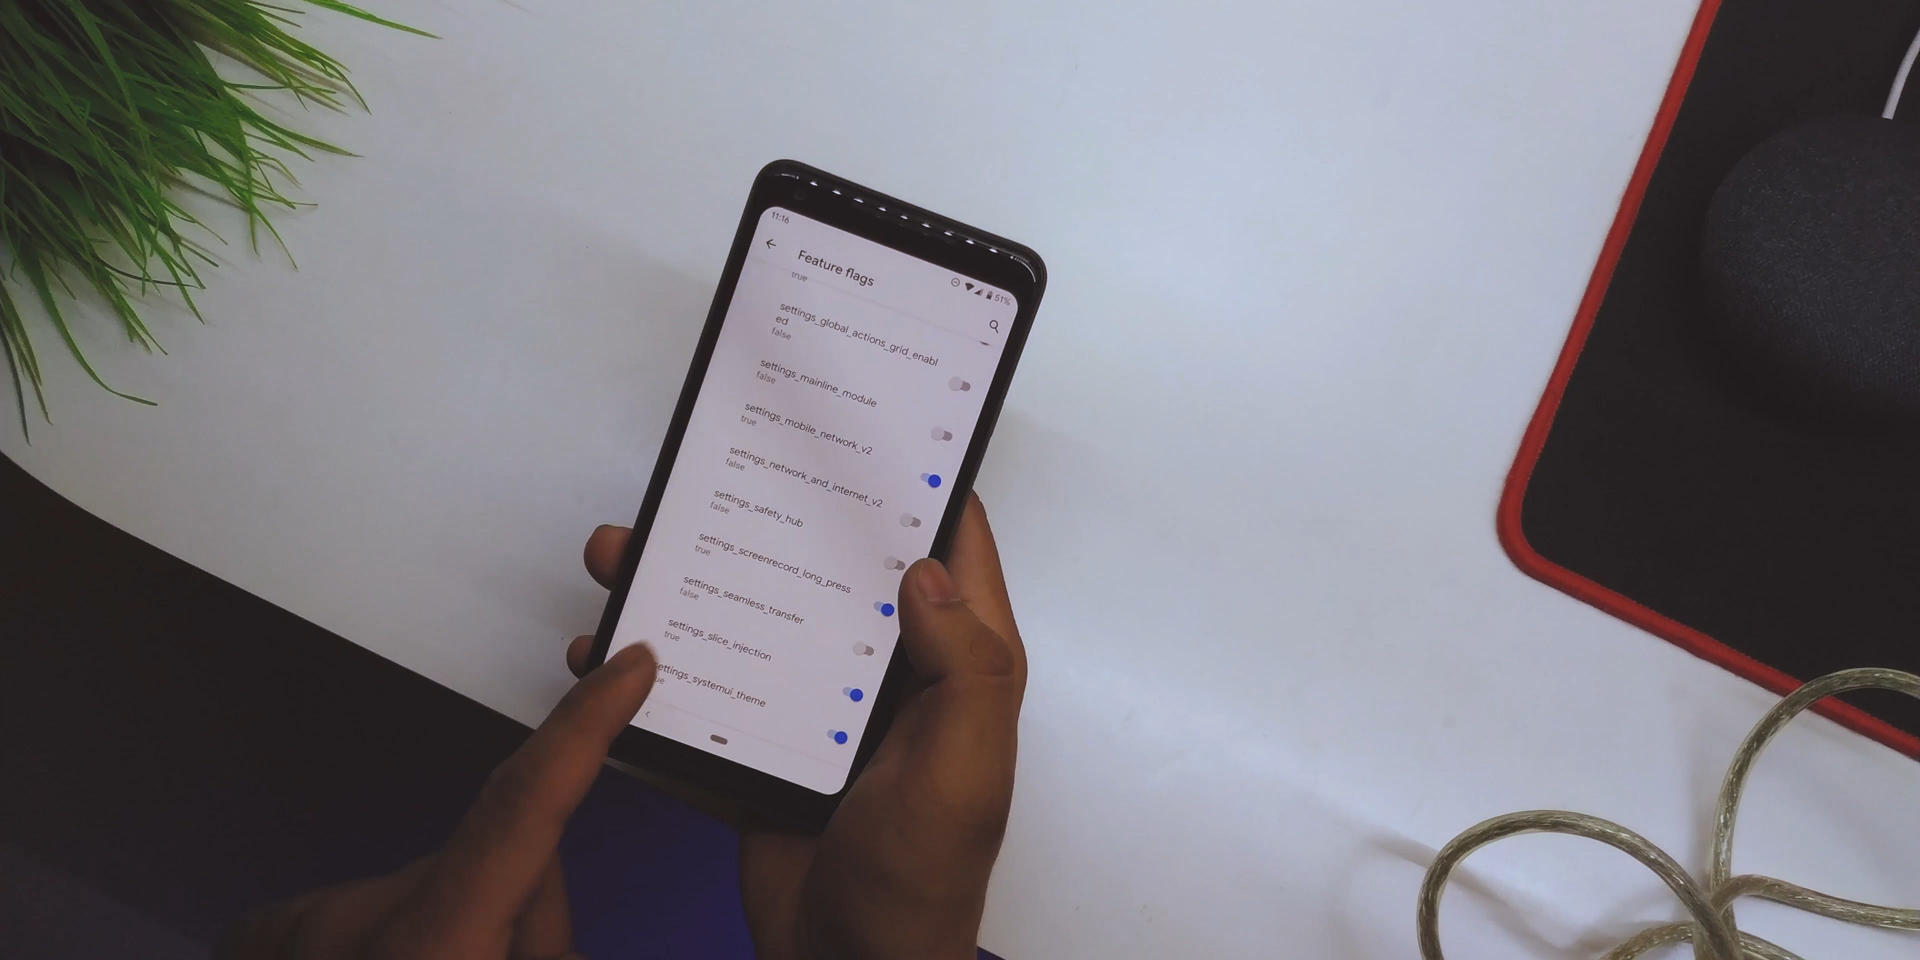 11:16
51%
Feature flags
true
settings_global_actions_grid_enabl
ed
false
settings_mainline_module
false
settings_mobile_network_v2
true
settings_network_and_internet_v2
false
settings_safety_hub
false
settings_screenrecord_long_press
true
settings_seamless_transfer
false
settings_slice_injection
true
settings_systemui_theme